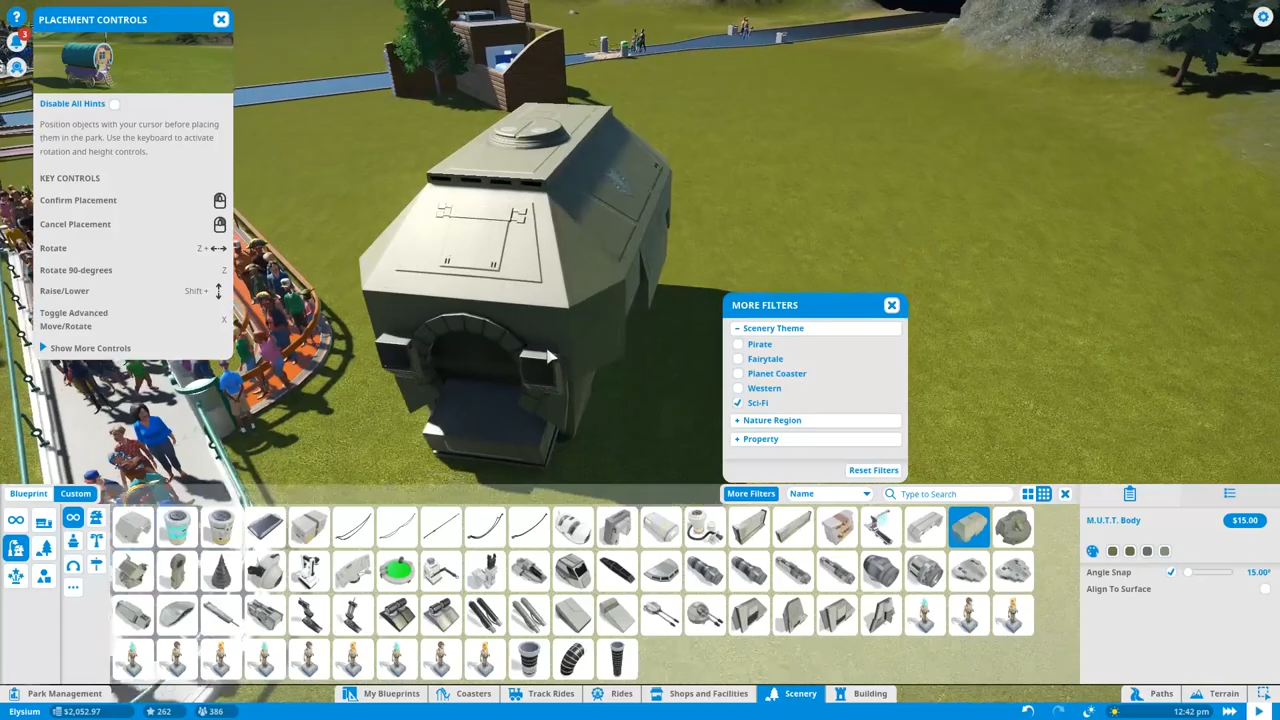 PLACEMENT CONTROLS
3
Disable All Hints
Position objects with your cursor before placing
them in the park. Use the keyboard to activate
rotation and height controls.
KEY CONTROLS
Confirm Placement
Cancel Placement
Rotate Z +
Rotate 90-degrees Z
Raise/Lower Shift +
Toggle Advanced
Move/Rotate X
Show More Controls
MORE FILTERS
− Scenery Theme
Pirate
Fairytale
Planet Coaster
Western
Sci-Fi
+ Nature Region
+ Property
Reset Filters
Blueprint Custom More Filters Name Type to Search
M.U.T.T. Body $15.00
Angle Snap 15.00°
Align To Surface
Park Management My Blueprints Coasters Track Rides Rides Shops and Facilities Scenery Building Paths Terrain
Elysium $2,052.97 262 386 12:42 pm